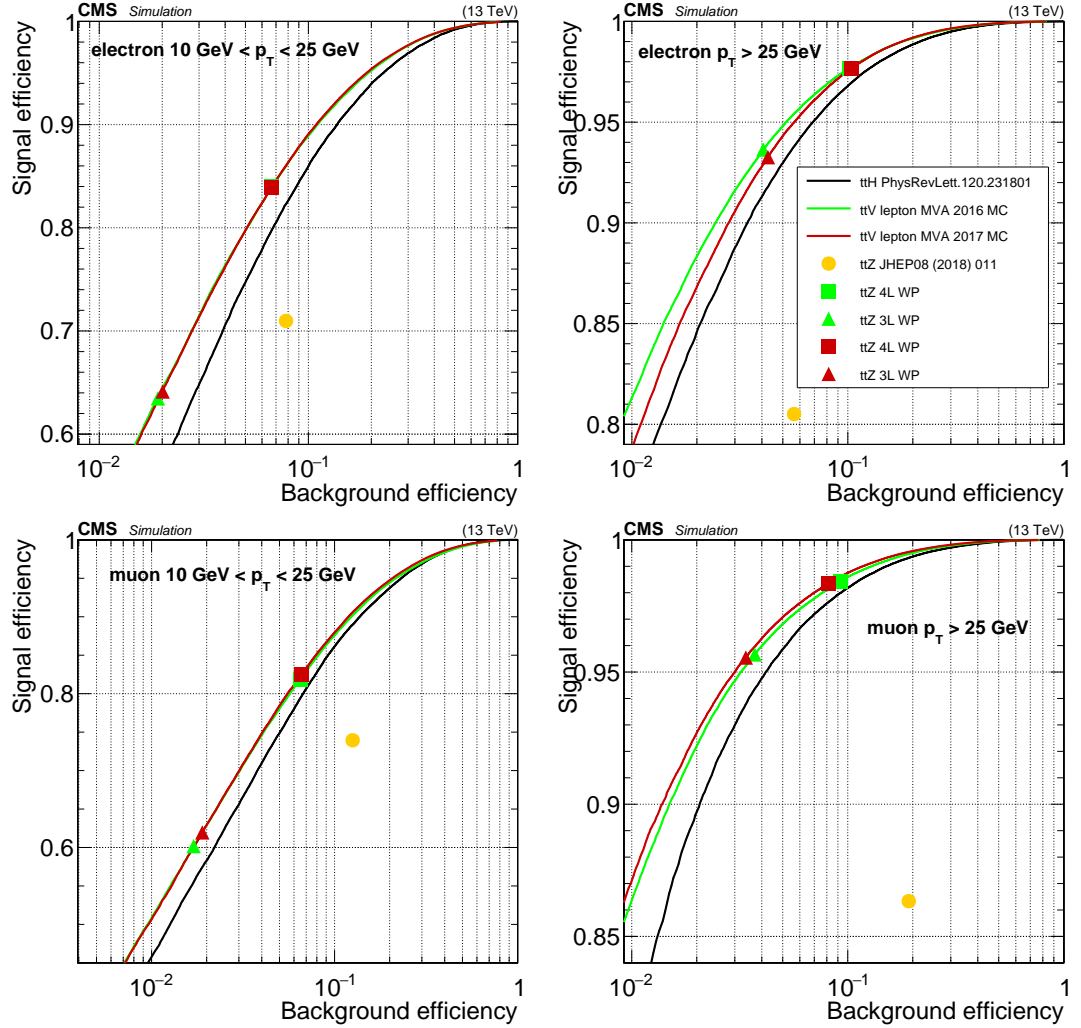 CMS Simulation (13 TeV)
electron 10 GeV < p_T < 25 GeV
Signal efficiency
1
0.9
0.8
0.7
0.6
10⁻² 10⁻¹ 1
Background efficiency
CMS Simulation (13 TeV)
electron p_T > 25 GeV
Signal efficiency
1
0.95
0.9
0.85
0.8
ttH PhysRevLett.120.231801
ttV lepton MVA 2016 MC
ttV lepton MVA 2017 MC
ttZ JHEP08 (2018) 011
ttZ 4L WP
ttZ 3L WP
ttZ 4L WP
ttZ 3L WP
10⁻² 10⁻¹ 1
Background efficiency
CMS Simulation (13 TeV)
muon 10 GeV < p_T < 25 GeV
Signal efficiency
1
0.8
0.6
10⁻² 10⁻¹ 1
Background efficiency
CMS Simulation (13 TeV)
muon p_T > 25 GeV
Signal efficiency
1
0.95
0.9
0.85
10⁻² 10⁻¹ 1
Background efficiency